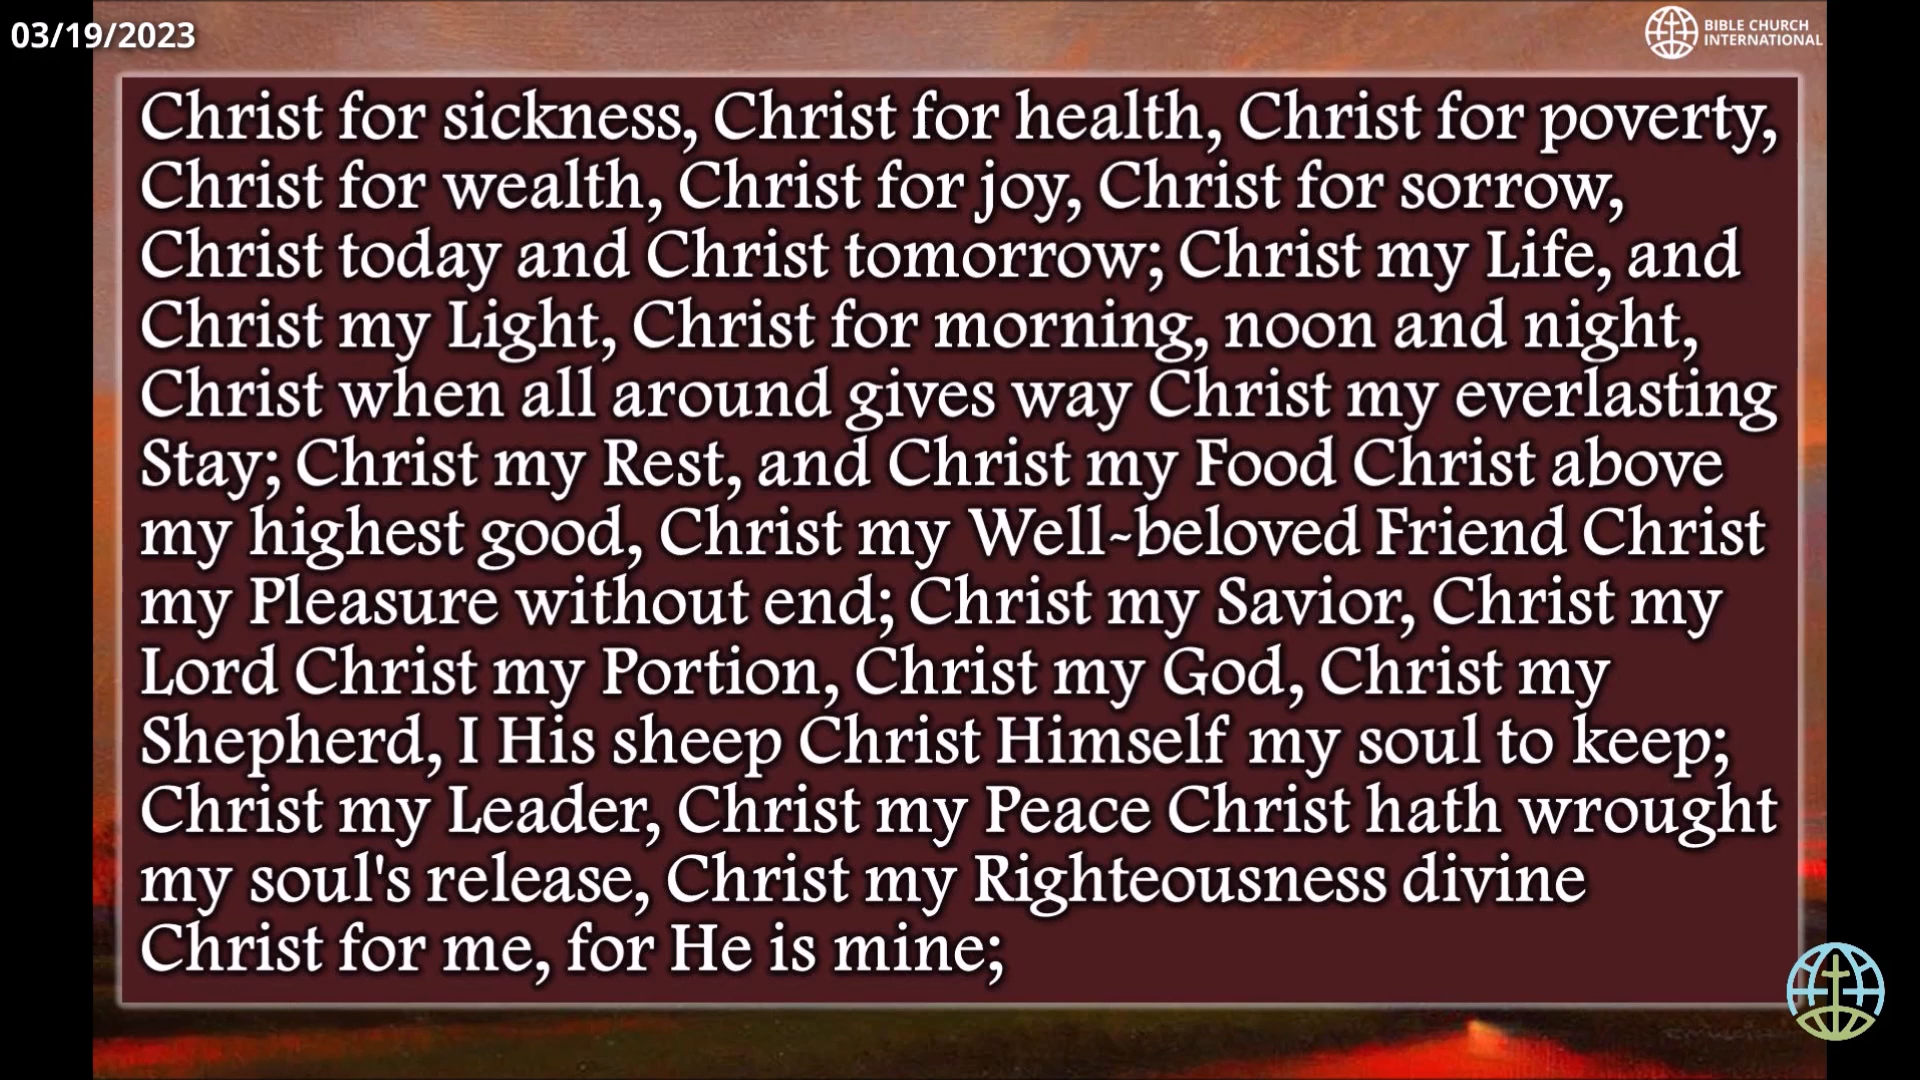 03/19/2023
BIBLE CHURCH
INTERNATIONAL
Christ for sickness, Christ for health, Christ for poverty,
Christ for wealth, Christ for joy, Christ for sorrow,
Christ today and Christ tomorrow; Christ my Life, and
Christ my Light, Christ for morning, noon and night,
Christ when all around gives way Christ my everlasting
Stay; Christ my Rest, and Christ my Food Christ above
my highest good, Christ my Well-beloved Friend Christ
my Pleasure without end; Christ my Savior, Christ my
Lord Christ my Portion, Christ my God, Christ my
Shepherd, I His sheep Christ Himself my soul to keep;
Christ my Leader, Christ my Peace Christ hath wrought
my soul's release, Christ my Righteousness divine
Christ for me, for He is mine;